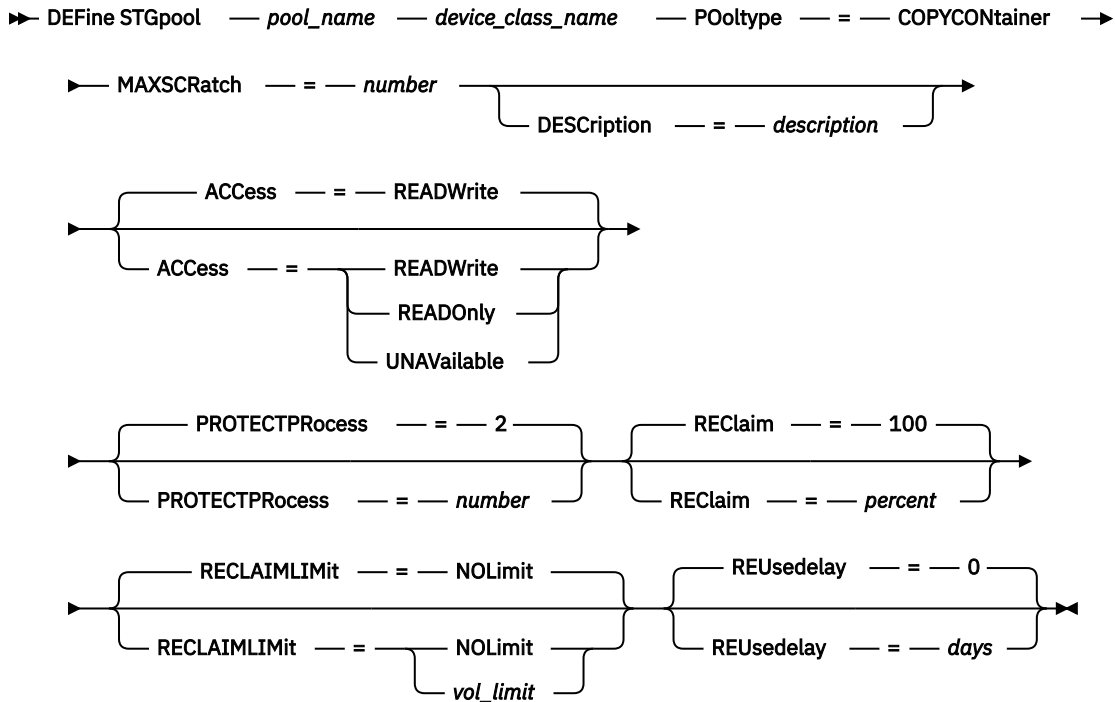 DEFine STGpool pool_name device_class_name POoltype = COPYCONtainer
MAXSCRatch = number
DESCription = description
ACCess = READWrite
ACCess = READWrite
READOnly
UNAVailable
PROTECTPRocess = 2 REClaim = 100
PROTECTPRocess = number REClaim = percent
RECLAIMLIMit = NOLimit REUsedelay = 0
RECLAIMLIMit = NOLimit REUsedelay = days
vol_limit